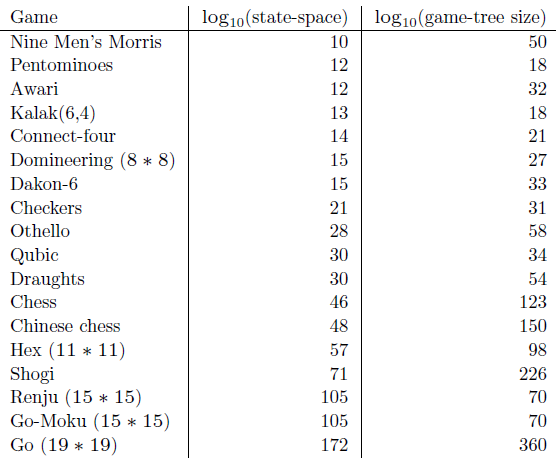 Game log10(state-space) log10(game-tree size)
Nine Men's Morris 10 50
Pentominoes 12 18
Awari 12 32
Kalak(6,4) 13 18
Connect-four 14 21
Domineering (8 * 8) 15 27
Dakon-6 15 33
Checkers 21 31
Othello 28 58
Qubic 30 34
Draughts 30 54
Chess 46 123
Chinese chess 48 150
Hex (11 * 11) 57 98
Shogi 71 226
Renju (15 * 15) 105 70
Go-Moku (15 * 15) 105 70
Go (19 * 19) 172 360